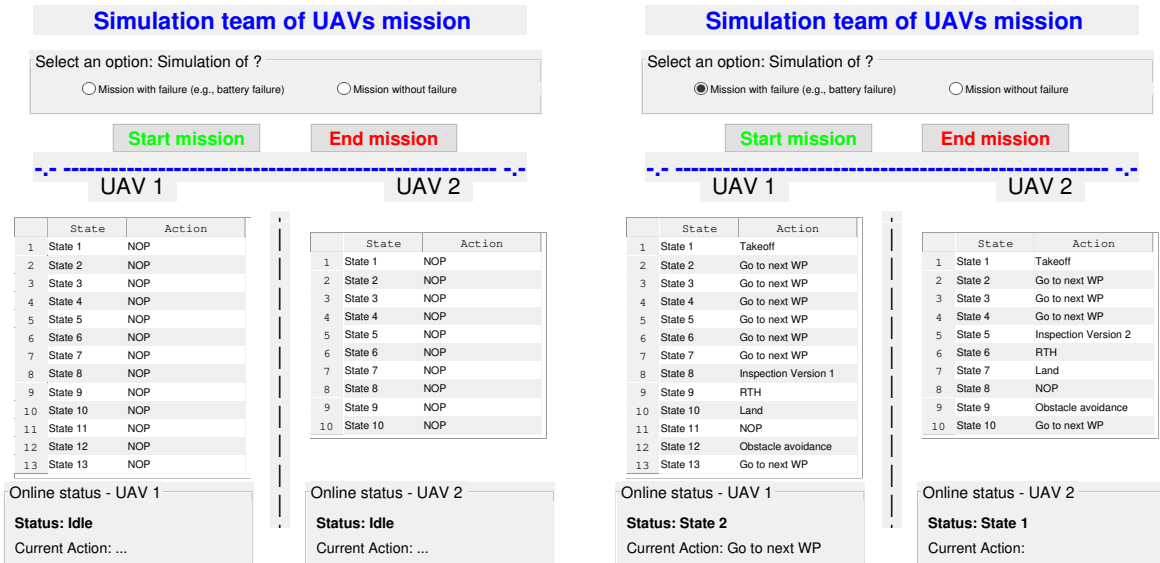 Simulation team of UAVs mission
Select an option: Simulation of ?
Mission with failure (e.g., battery failure) Mission without failure
Start mission End mission
UAV 1 UAV 2
State Action
1 State 1 NOP
2 State 2 NOP
3 State 3 NOP
4 State 4 NOP
5 State 5 NOP
6 State 6 NOP
7 State 7 NOP
8 State 8 NOP
9 State 9 NOP
10 State 10 NOP
11 State 11 NOP
12 State 12 NOP
13 State 13 NOP
State Action
1 State 1 NOP
2 State 2 NOP
3 State 3 NOP
4 State 4 NOP
5 State 5 NOP
6 State 6 NOP
7 State 7 NOP
8 State 8 NOP
9 State 9 NOP
10 State 10 NOP
Online status - UAV 1
Status: Idle
Current Action: ...
Online status - UAV 2
Status: Idle
Current Action: ...
Simulation team of UAVs mission
Select an option: Simulation of ?
Mission with failure (e.g., battery failure) Mission without failure
Start mission End mission
UAV 1 UAV 2
State Action
1 State 1 Takeoff
2 State 2 Go to next WP
3 State 3 Go to next WP
4 State 4 Go to next WP
5 State 5 Go to next WP
6 State 6 Go to next WP
7 State 7 Go to next WP
8 State 8 Inspection Version 1
9 State 9 RTH
10 State 10 Land
11 State 11 NOP
12 State 12 Obstacle avoidance
13 State 13 Go to next WP
State Action
1 State 1 Takeoff
2 State 2 Go to next WP
3 State 3 Go to next WP
4 State 4 Go to next WP
5 State 5 Inspection Version 2
6 State 6 RTH
7 State 7 Land
8 State 8 NOP
9 State 9 Obstacle avoidance
10 State 10 Go to next WP
Online status - UAV 1
Status: State 2
Current Action: Go to next WP
Online status - UAV 2
Status: State 1
Current Action: